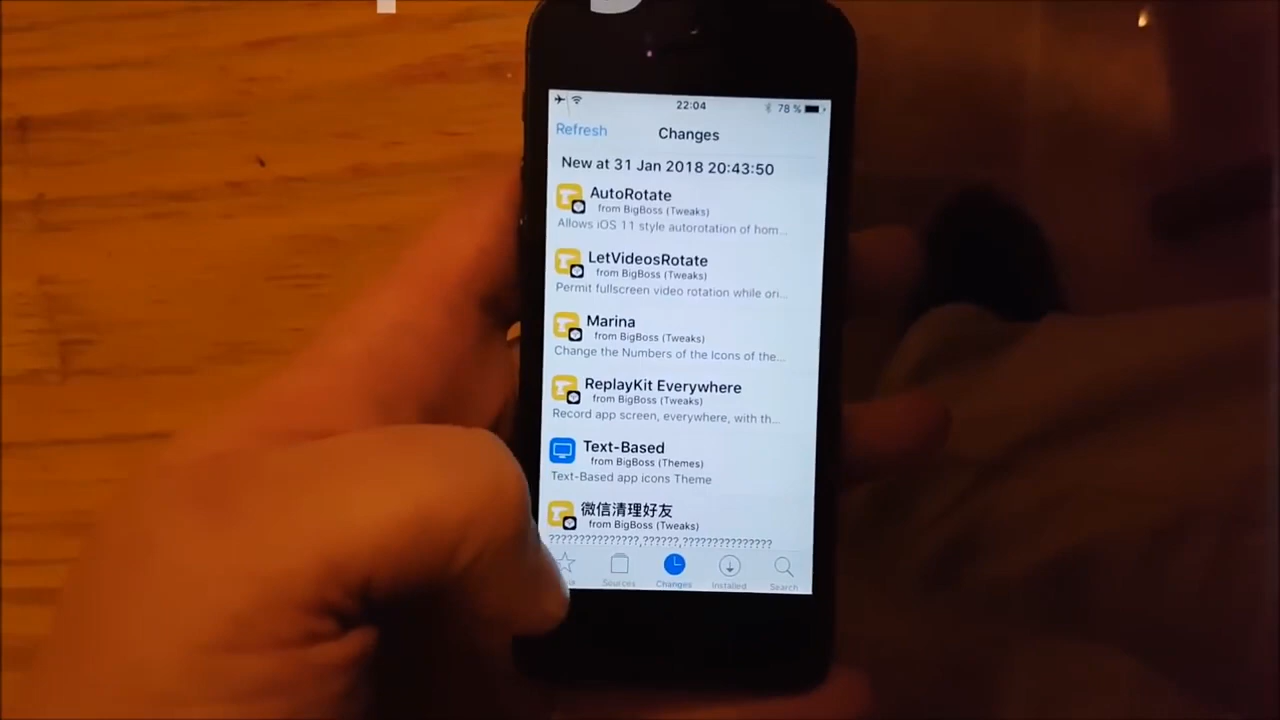 22:04
78 %
Refresh
Changes
New at 31 Jan 2018 20:43:50
AutoRotate
from BigBoss (Tweaks)
Allows iOS 11 style autorotation of hom...
LetVideosRotate
from BigBoss (Tweaks)
Permit fullscreen video rotation while ori...
Marina
from BigBoss (Tweaks)
Change the Numbers of the Icons of the...
ReplayKit Everywhere
from BigBoss (Tweaks)
Record app screen, everywhere, with th...
Text-Based
from BigBoss (Themes)
Text-Based app icons Theme
微信清理好友
from BigBoss (Tweaks)
???????????????,??????,???????????????
Sources
Changes
Installed
Search